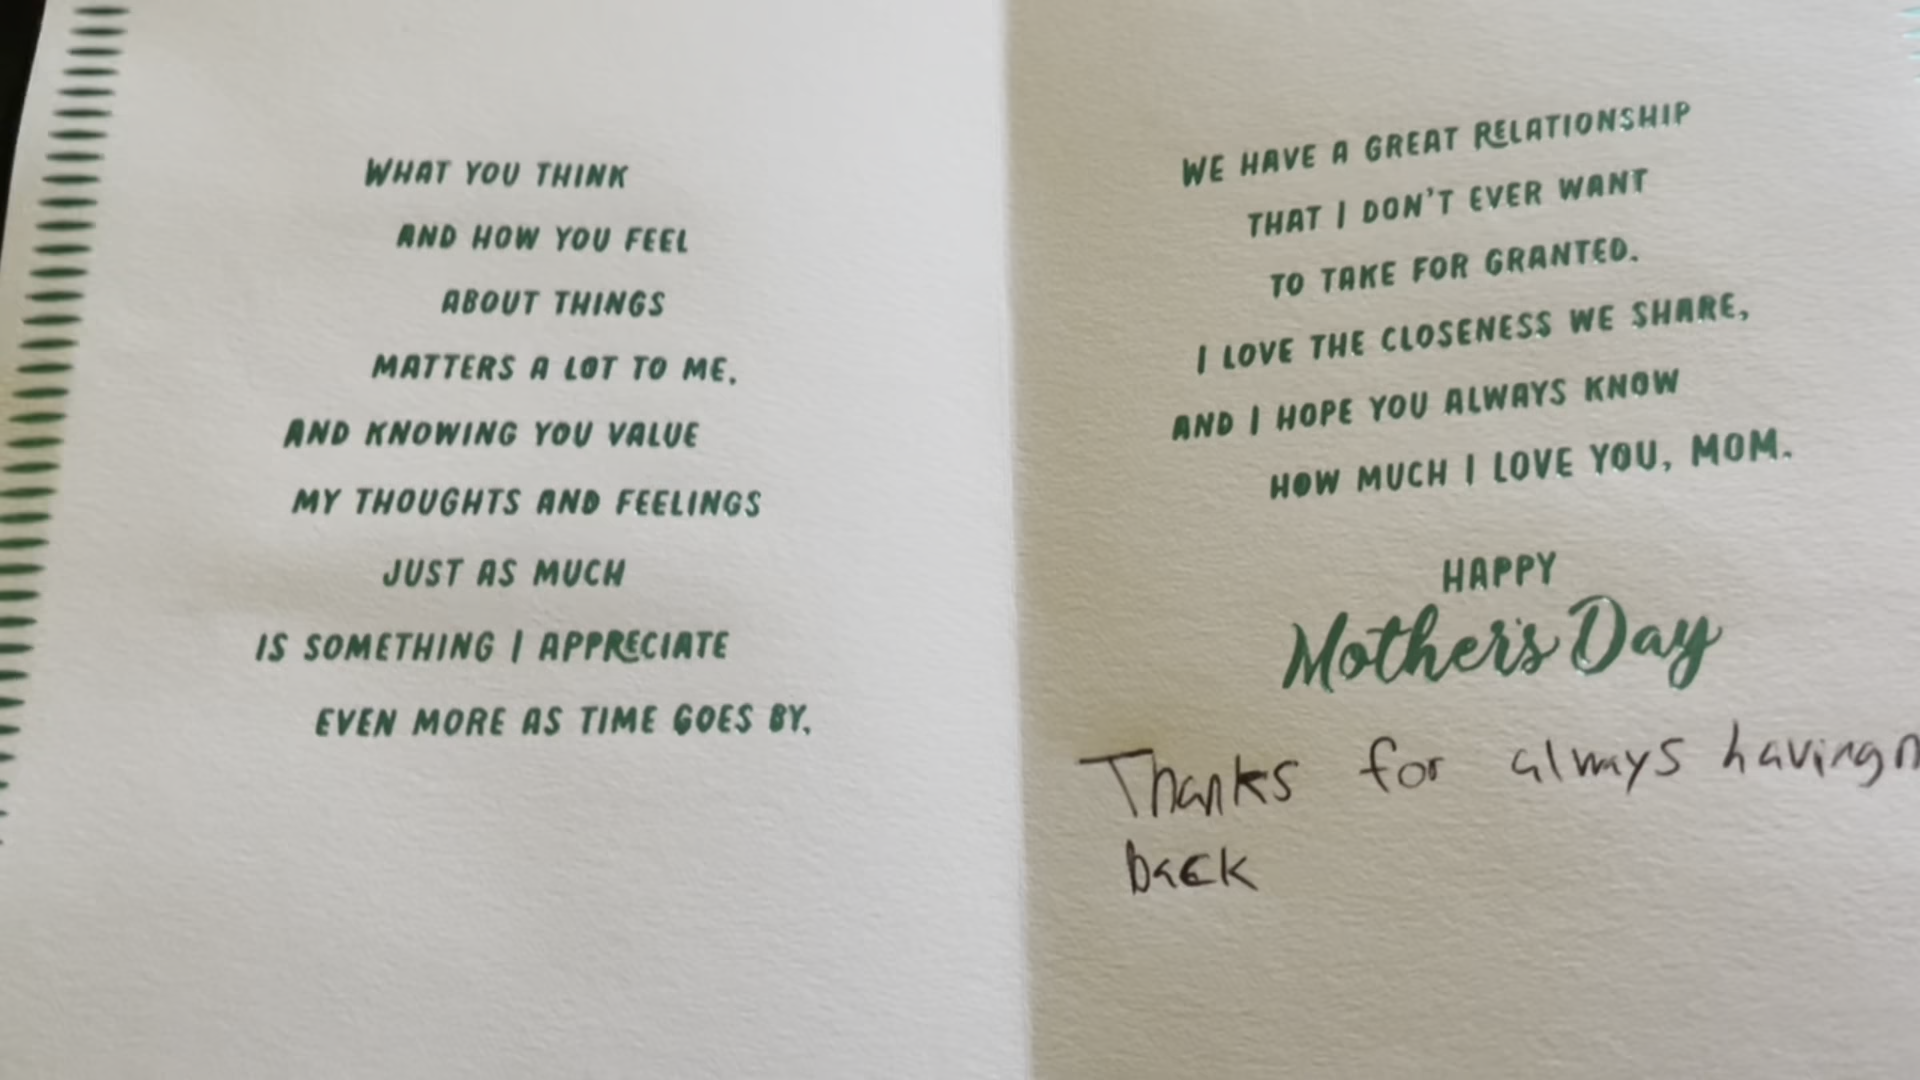 WHAT YOU THINK
AND HOW YOU FEEL
ABOUT THINGS
MATTERS A LOT TO ME.
AND KNOWING YOU VALUE
MY THOUGHTS AND FEELINGS
JUST AS MUCH
IS SOMETHING I APPRECIATE
EVEN MORE AS TIME GOES BY.
WE HAVE A GREAT RELATIONSHIP
THAT I DON'T EVER WANT
TO TAKE FOR GRANTED.
I LOVE THE CLOSENESS WE SHARE,
AND I HOPE YOU ALWAYS KNOW
HOW MUCH I LOVE YOU, MOM.
HAPPY
Mother's Day
Thanks for always having
back